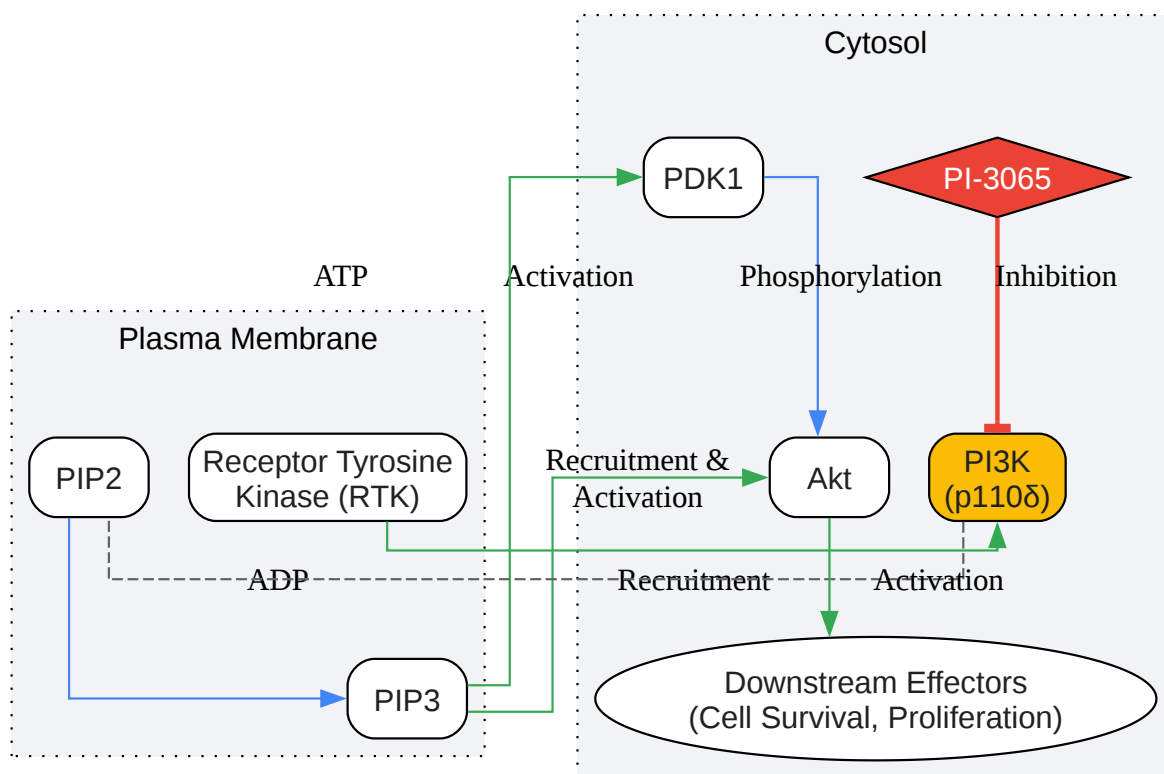 Cytosol
PDK1
PI-3065
ATP
Activation
Phosphorylation
Inhibition
Plasma Membrane
PIP2
Receptor Tyrosine
Kinase (RTK)
Recruitment &
Activation
Akt
PI3K
(p110δ)
ADP
Recruitment
Activation
PIP3
Downstream Effectors
(Cell Survival, Proliferation)